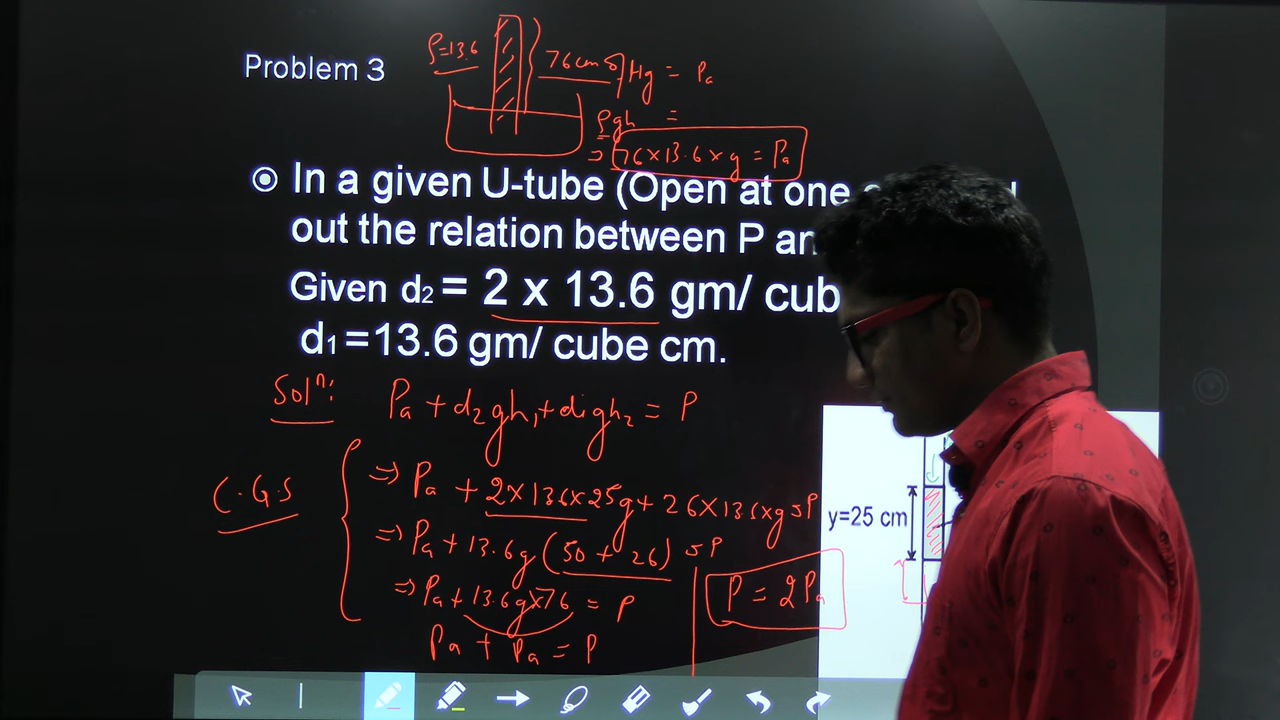 Problem 3
ρ=13.6
76 cm of Hg = Pa
ρgh =
⇒ 76×13.6×g = Pa
In a given U-tube (Open at one
out the relation between P an
Given d2 = 2 x 13.6 gm/ cub
d1=13.6 gm/ cube cm.
Solⁿ:
Pa + d2gh1 + d1gh2 = P
C.G.S
⇒ Pa + 2×13.6×25g + 26×13.6×g = P
⇒ Pa + 13.6g (50 + 26) = P
⇒ Pa + 13.6g×76 = P
Pa + Pa = P
P = 2Pa
y=25 cm